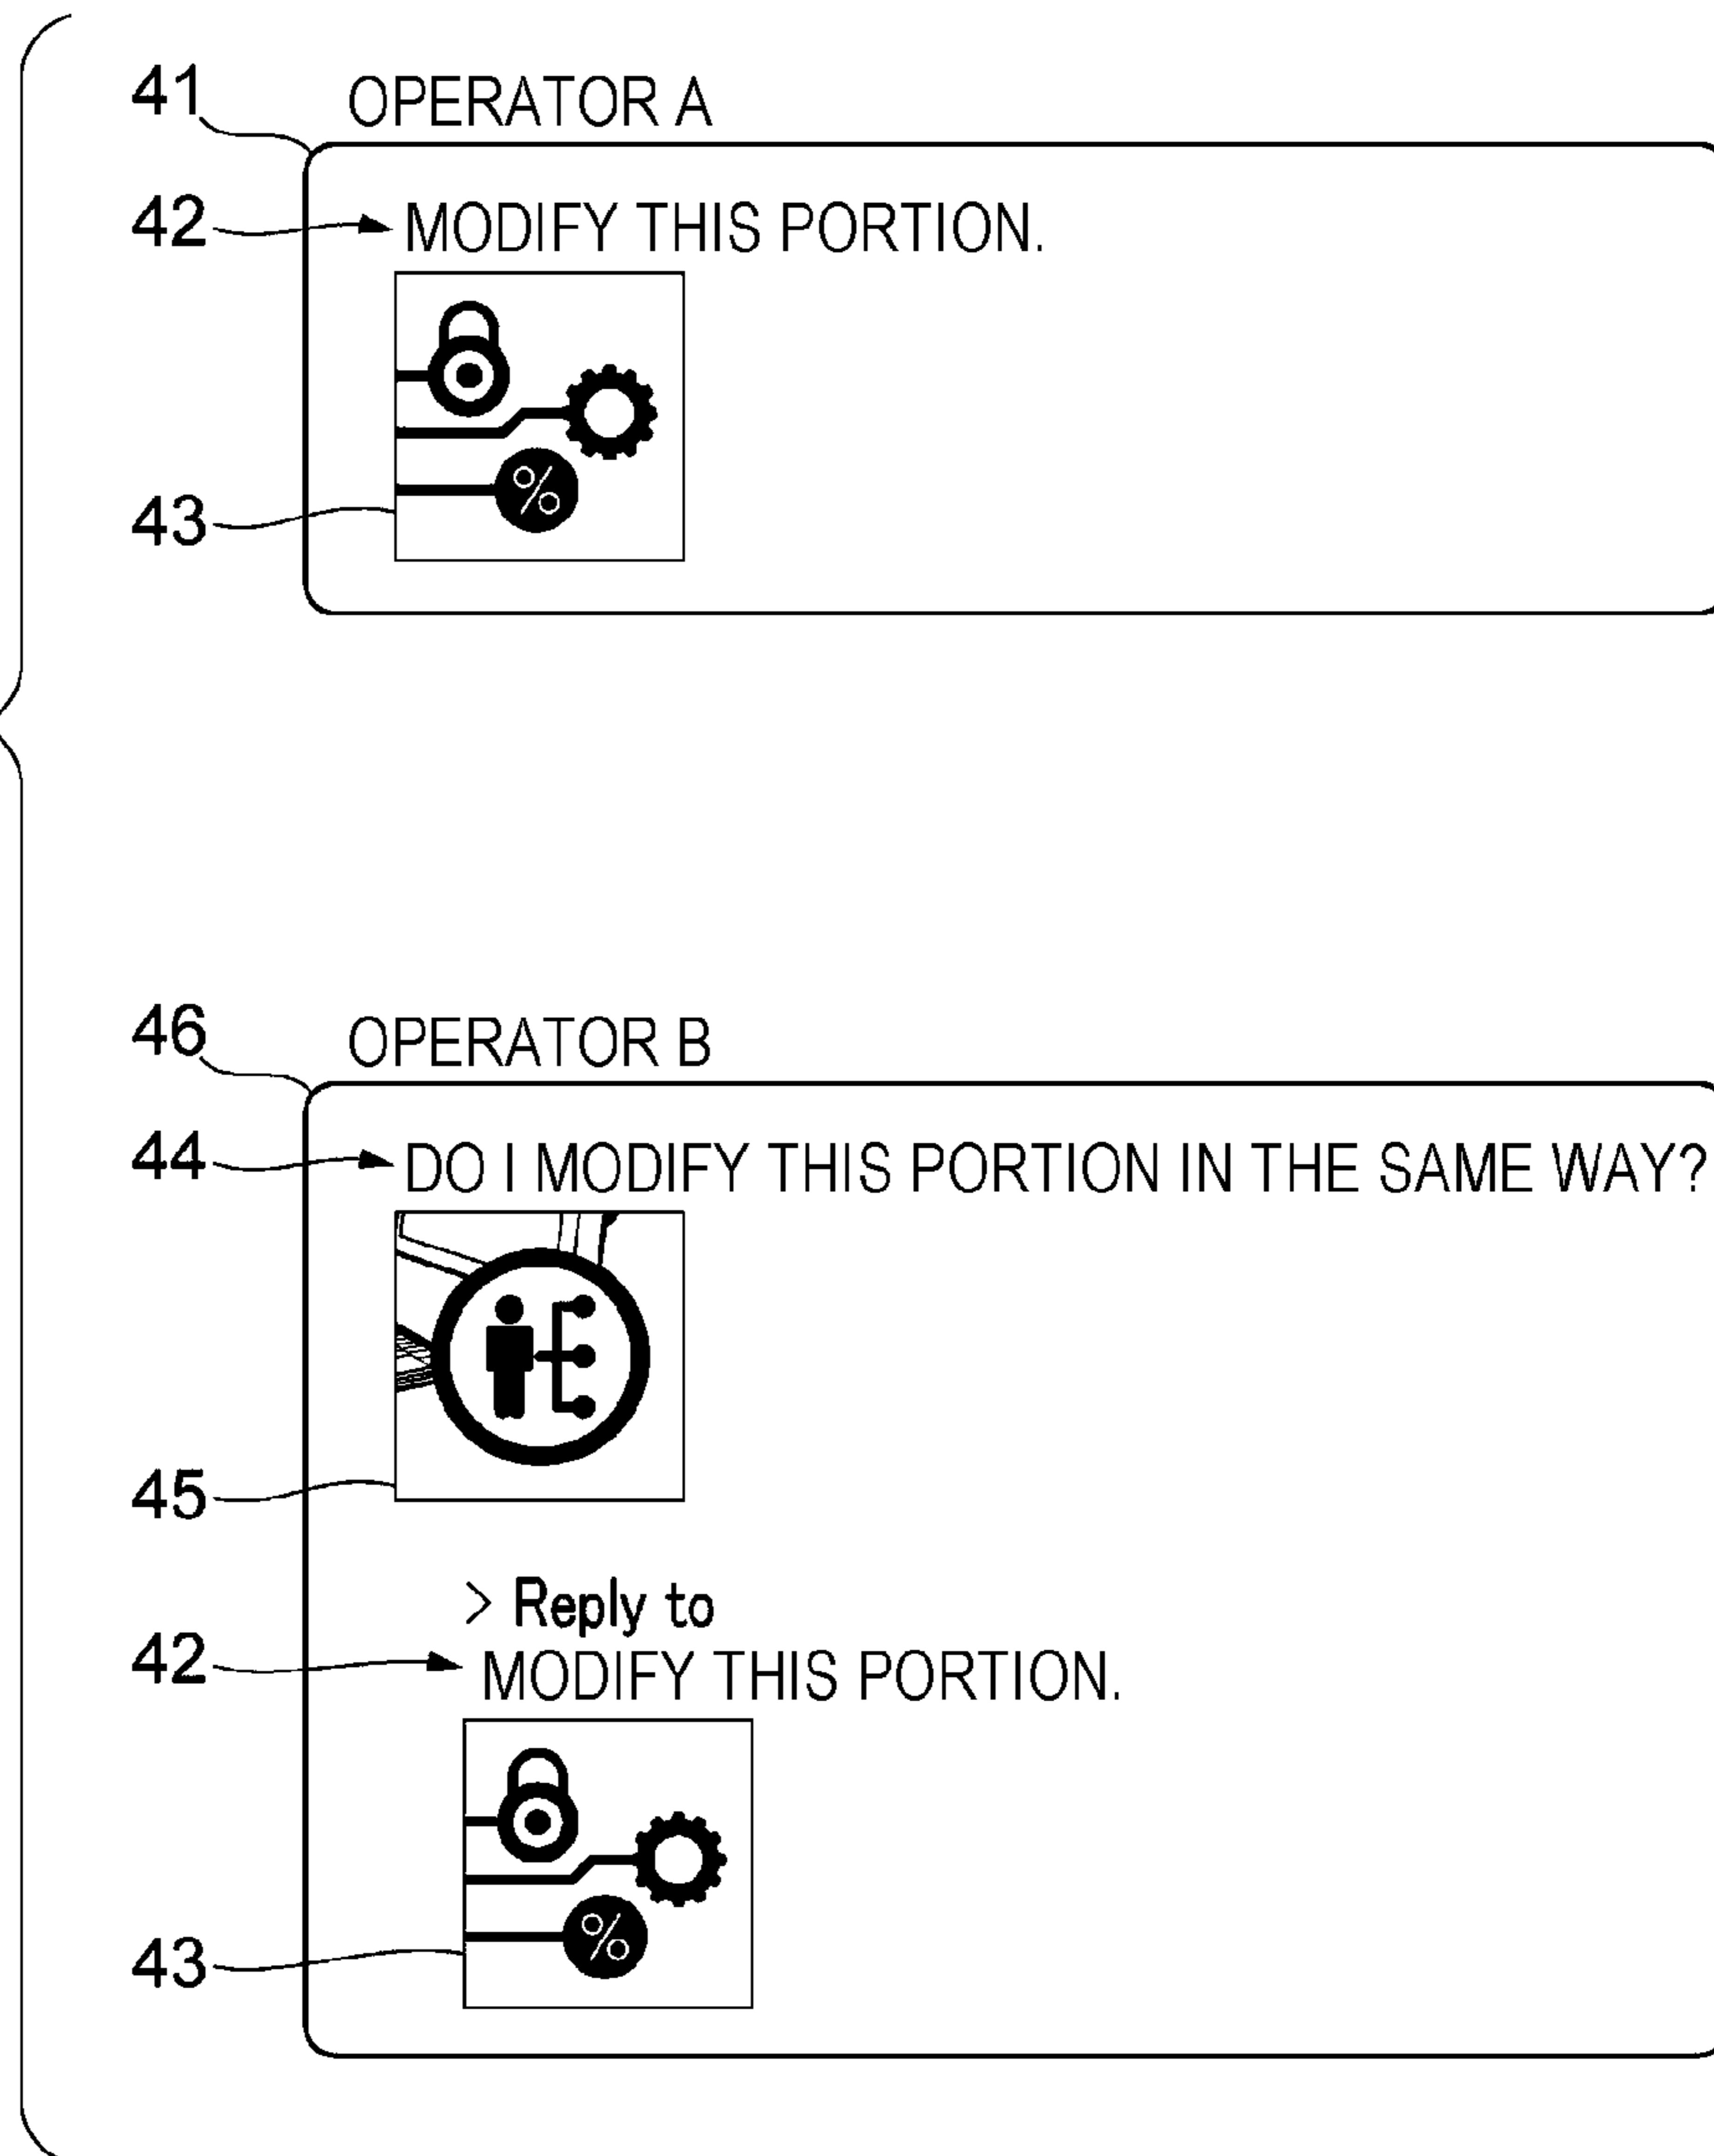 41 OPERATOR A
42 MODIFY THIS PORTION.
%
43
46 OPERATOR B
44 DO I MODIFY THIS PORTION IN THE SAME WAY?
45
> Reply to
42 MODIFY THIS PORTION.
%
43